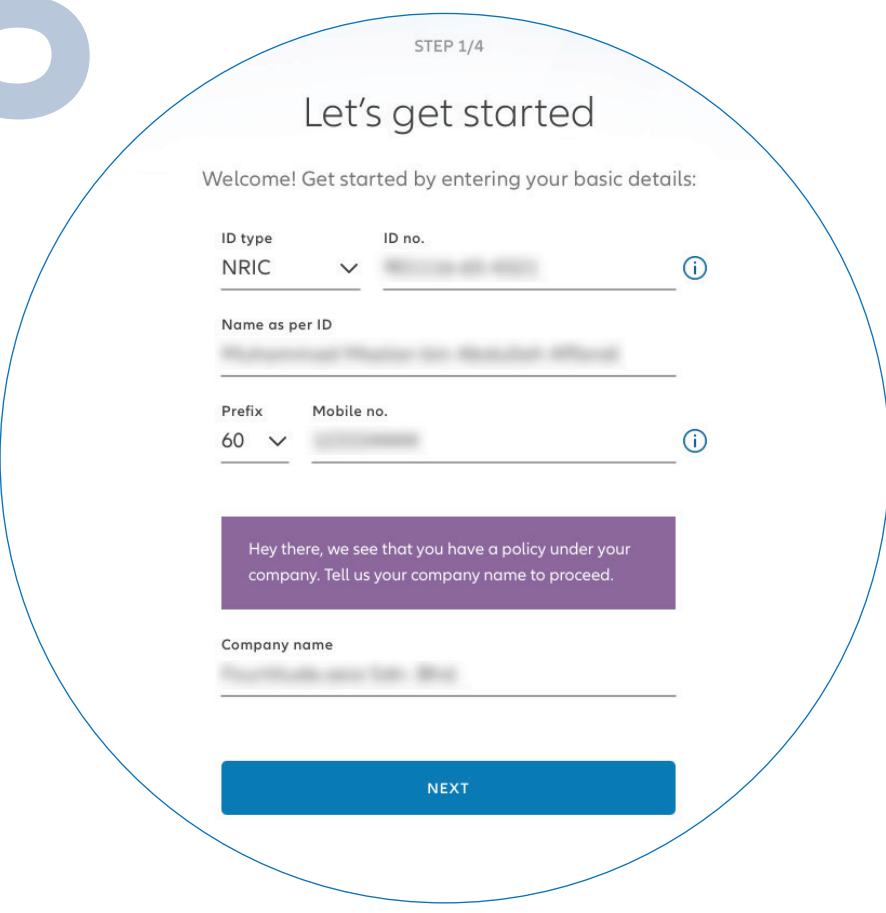 STEP 1/4
Let's get started
Welcome! Get started by entering your basic details:
ID type ID no.
NRIC
Name as per ID
Prefix Mobile no.
60
Hey there, we see that you have a policy under your
company. Tell us your company name to proceed.
Company name
NEXT